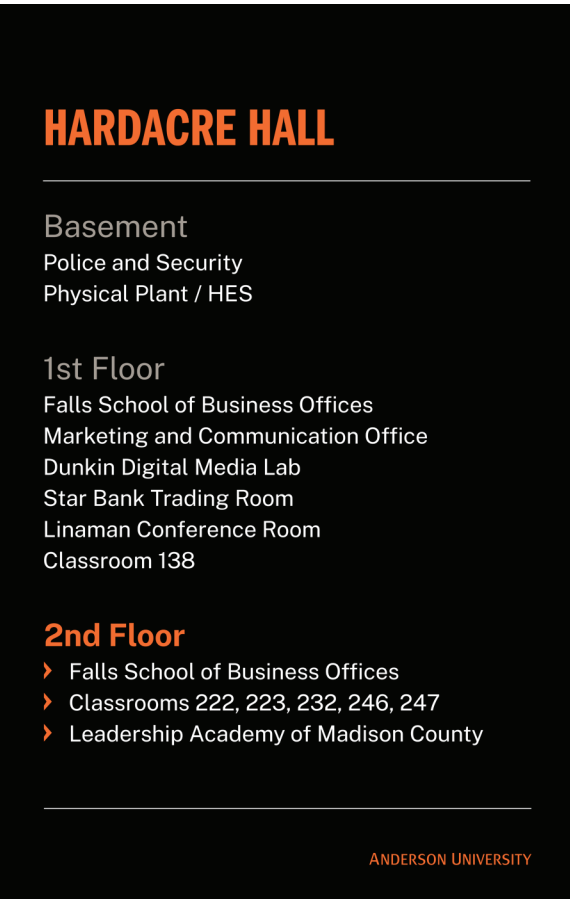 HARDACRE HALL
Basement
Police and Security
Physical Plant / HES
1st Floor
Falls School of Business Offices
Marketing and Communication Office
Dunkin Digital Media Lab
Star Bank Trading Room
Linaman Conference Room
Classroom 138
2nd Floor
Falls School of Business Offices
Classrooms 222, 223, 232, 246, 247
Leadership Academy of Madison County
ANDERSON UNIVERSITY